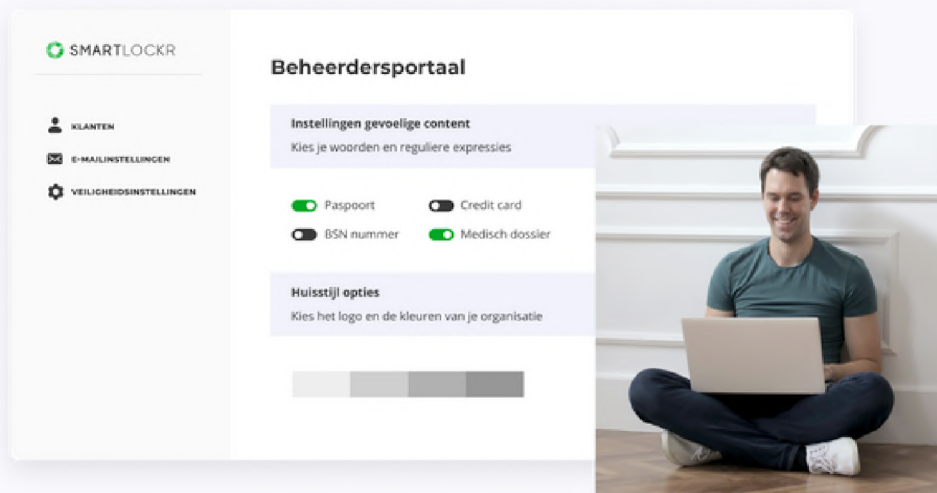 SMARTLOCKR
KLANTEN
E-MAILINSTELLINGEN
VEILIGHEIDSINSTELLINGEN
Beheerdersportaal
Instellingen gevoelige content
Kies je woorden en reguliere expressies
Paspoort
Credit card
BSN nummer
Medisch dossier
Huisstijl opties
Kies het logo en de kleuren van je organisatie